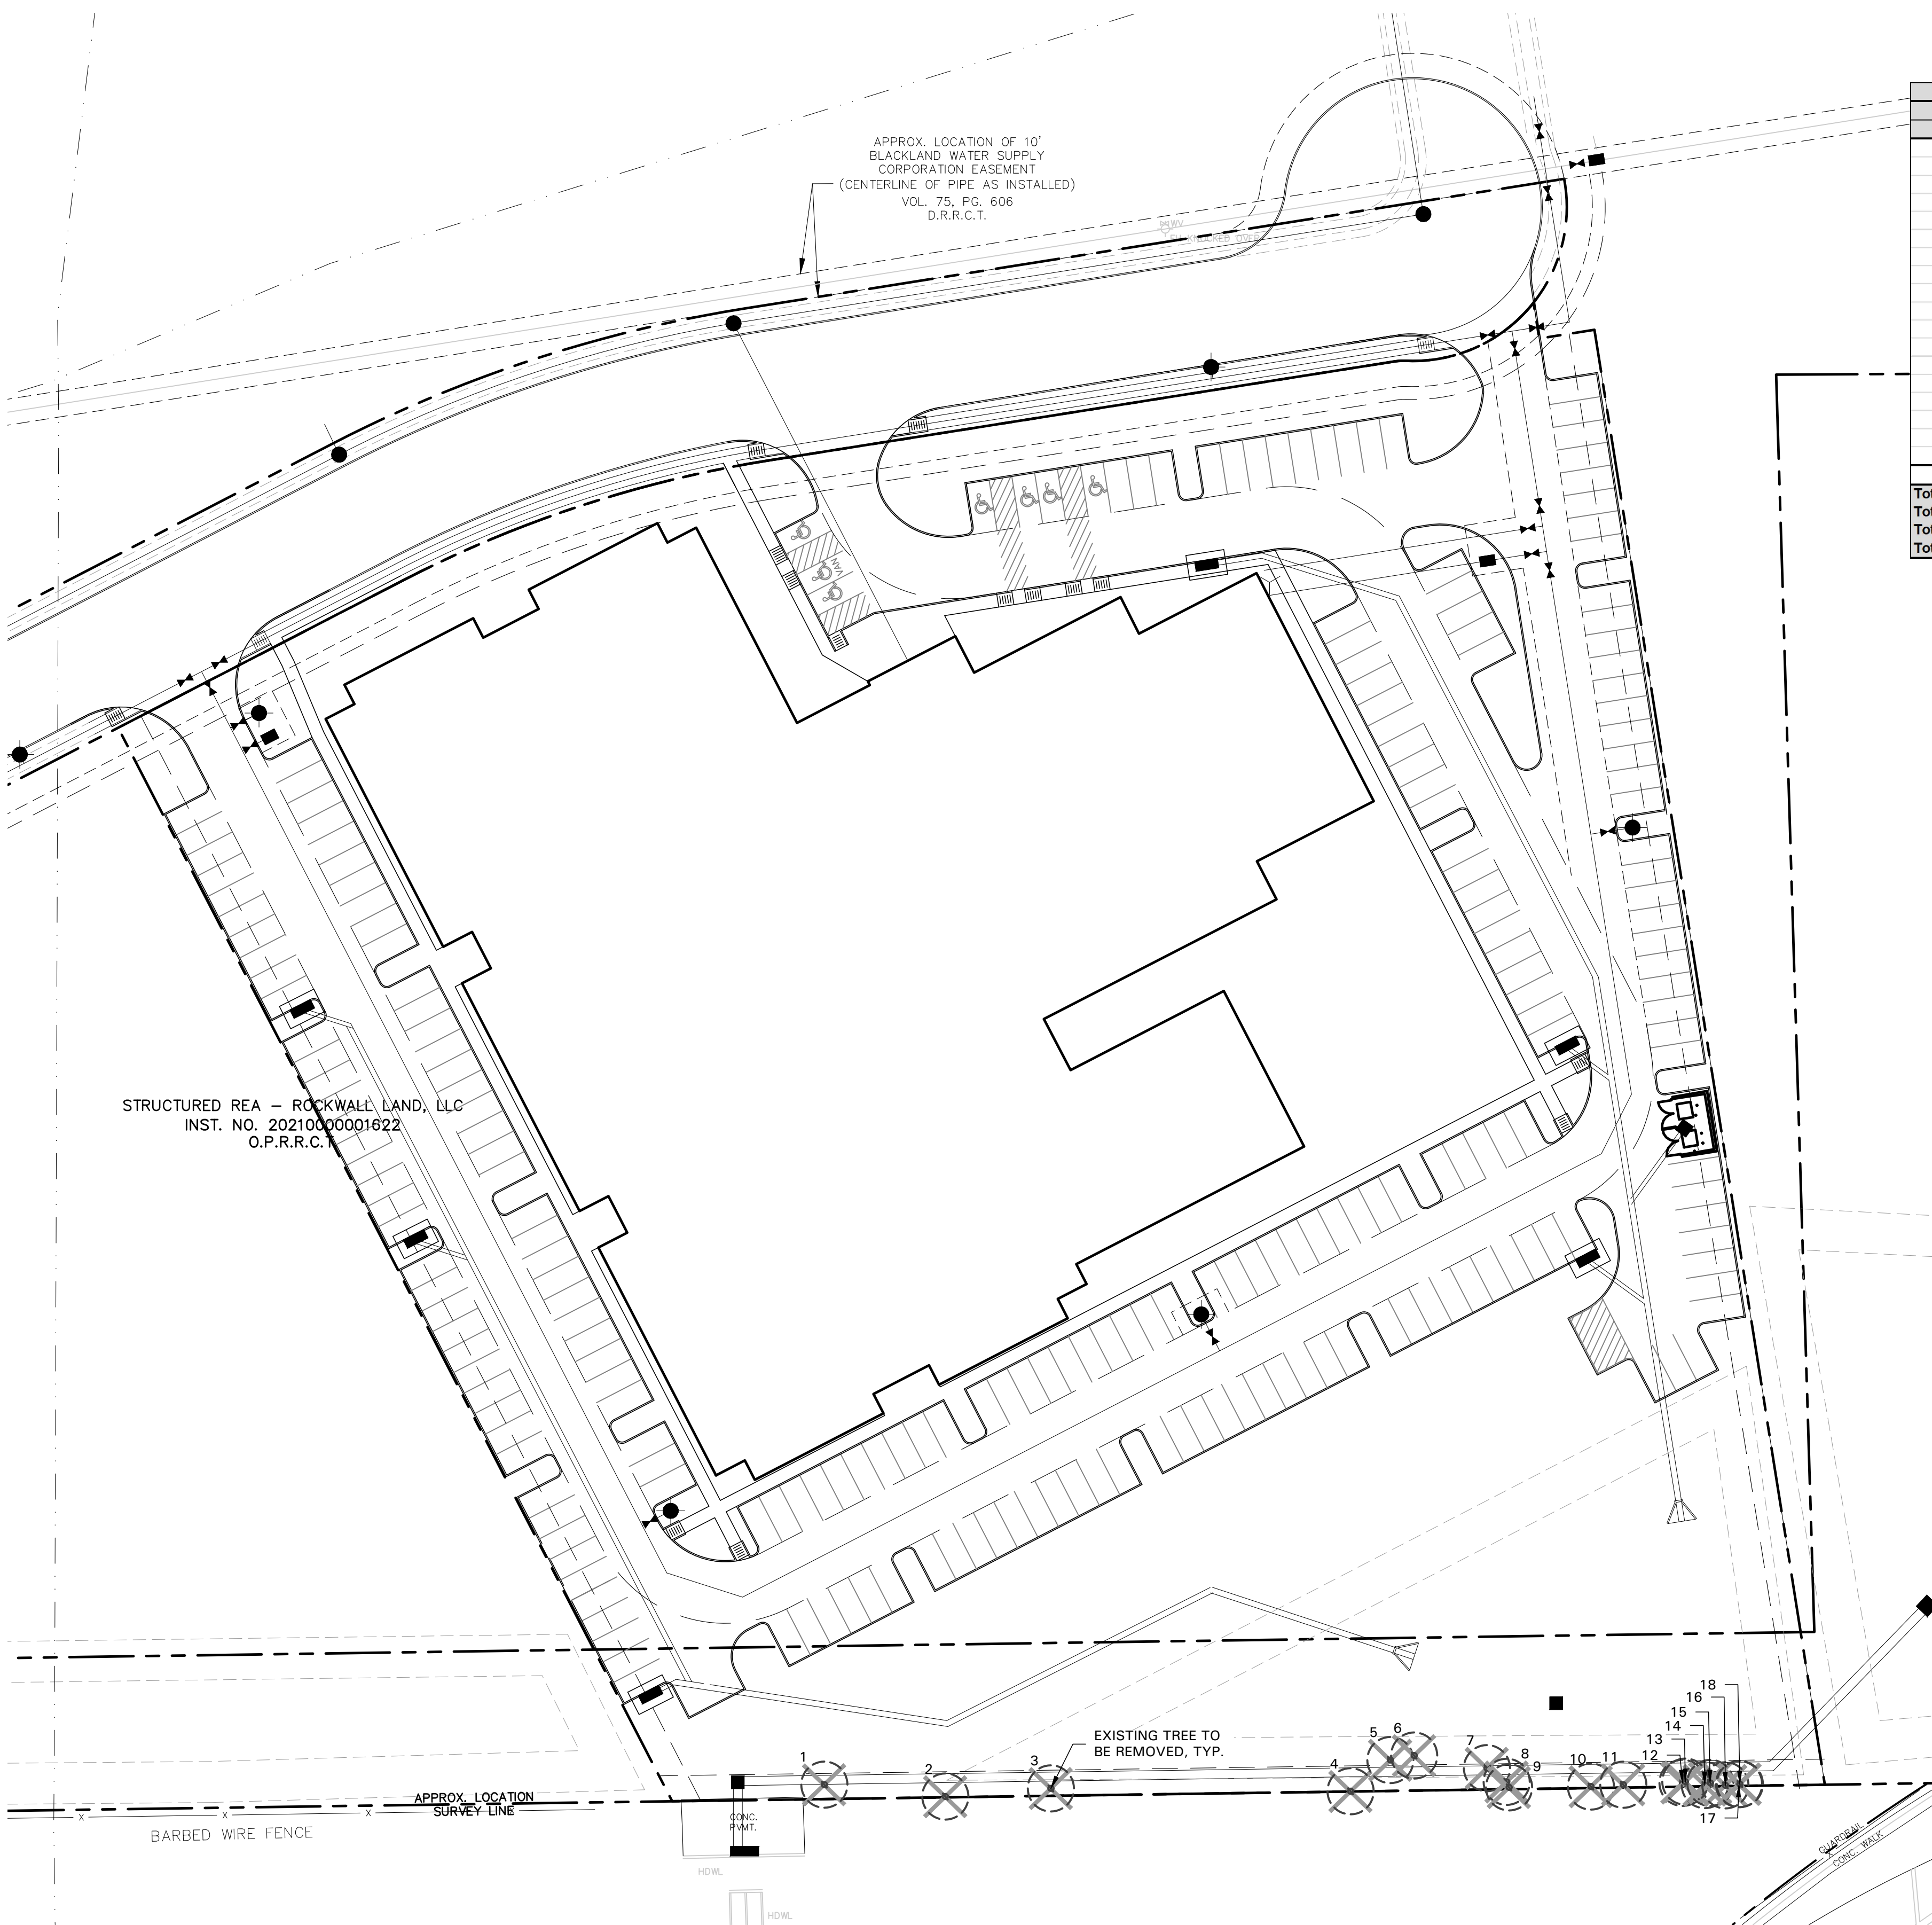 APPROX. LOCATION OF 10'
BLACKLAND WATER SUPPLY
CORPORATION EASEMENT
(CENTERLINE OF PIPE AS INSTALLED)
VOL. 75, PG. 606
D.R.R.C.T.
KNOCKED OVER
VAN
STRUCTURED REA – ROCKWALL LAND, LLC
INST. NO. 20210000001622
O.P.R.R.C.T.
18
16
15
14
13
12
EXISTING TREE TO
BE REMOVED, TYP.
1
2
3
4
5
6
7
8
9
10
11
17
APPROX. LOCATION
SURVEY LINE
X
X
X
BARBED WIRE FENCE
CONC.
PVMT.
HDWL
HDWL
GUARDRAIL
CONC. WALK